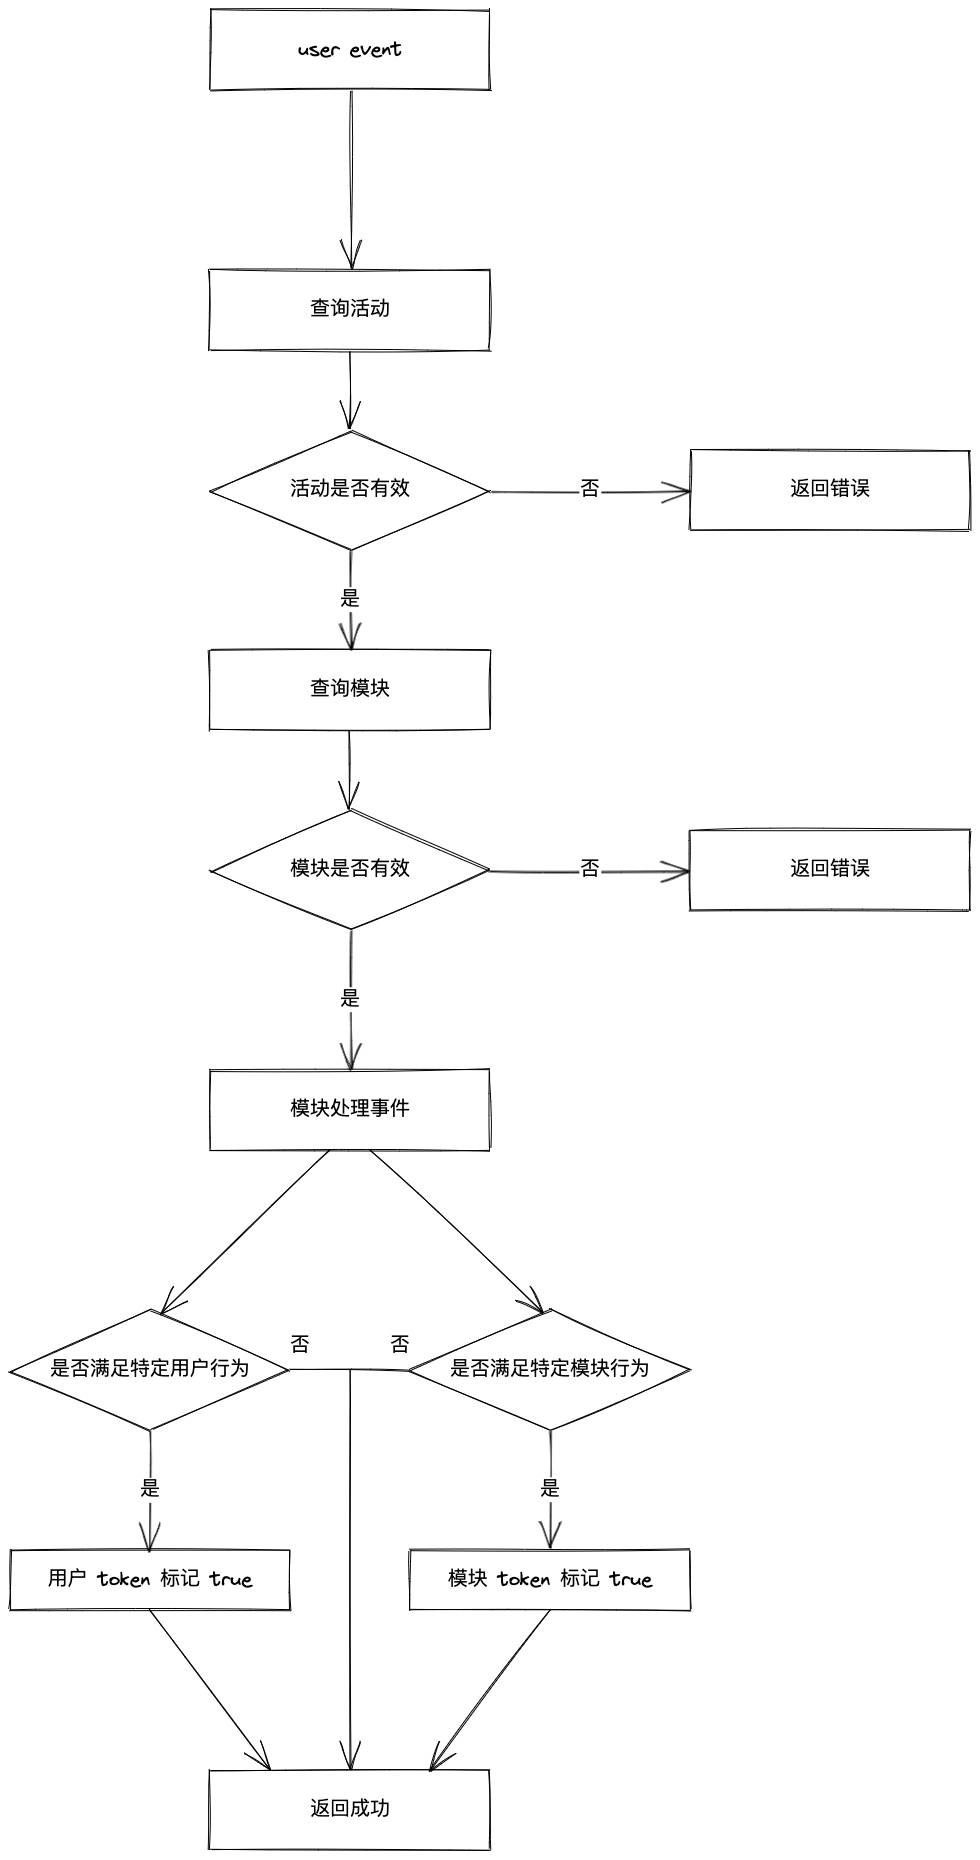 user event
查询活动
活动是否有效
否
返回错误
是
查询模块
模块是否有效
否
返回错误
是
模块处理事件
否
否
是否满足特定用户行为
是否满足特定模块行为
是
是
用户 token 标记 true
模块 token 标记 true
返回成功